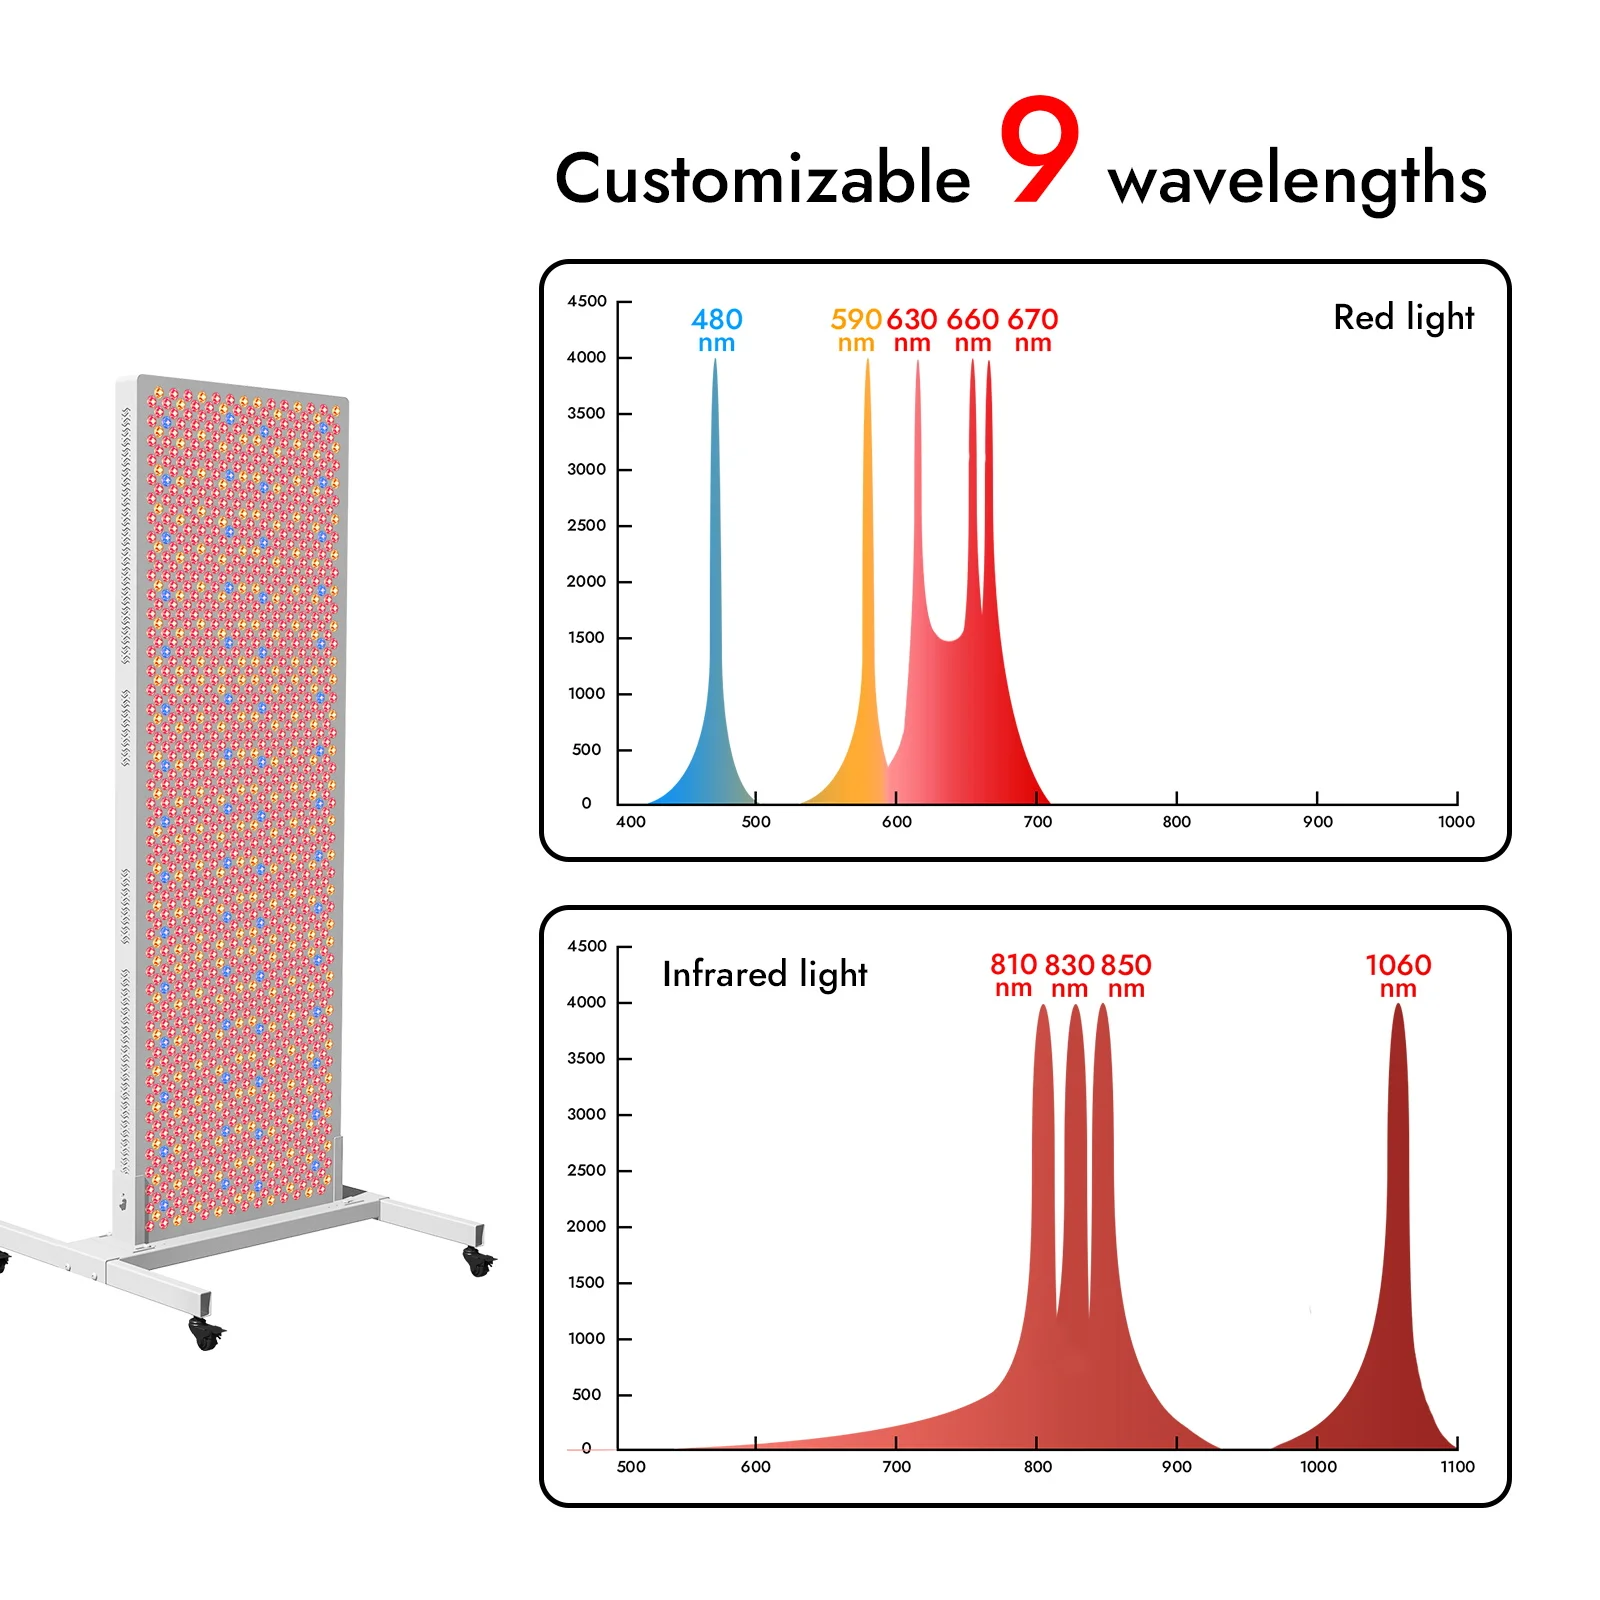 Customizable 9 wavelengths
Red light
480 nm
590 nm
630 nm
660 nm
670 nm
4500
4000
3500
3000
2500
2000
1500
1000
500
0
400 500 600 700 800 900 1000
Infrared light
810 nm
830 nm
850 nm
1060 nm
4500
4000
3500
3000
2500
2000
1500
1000
500
0
500 600 700 800 900 1000 1100